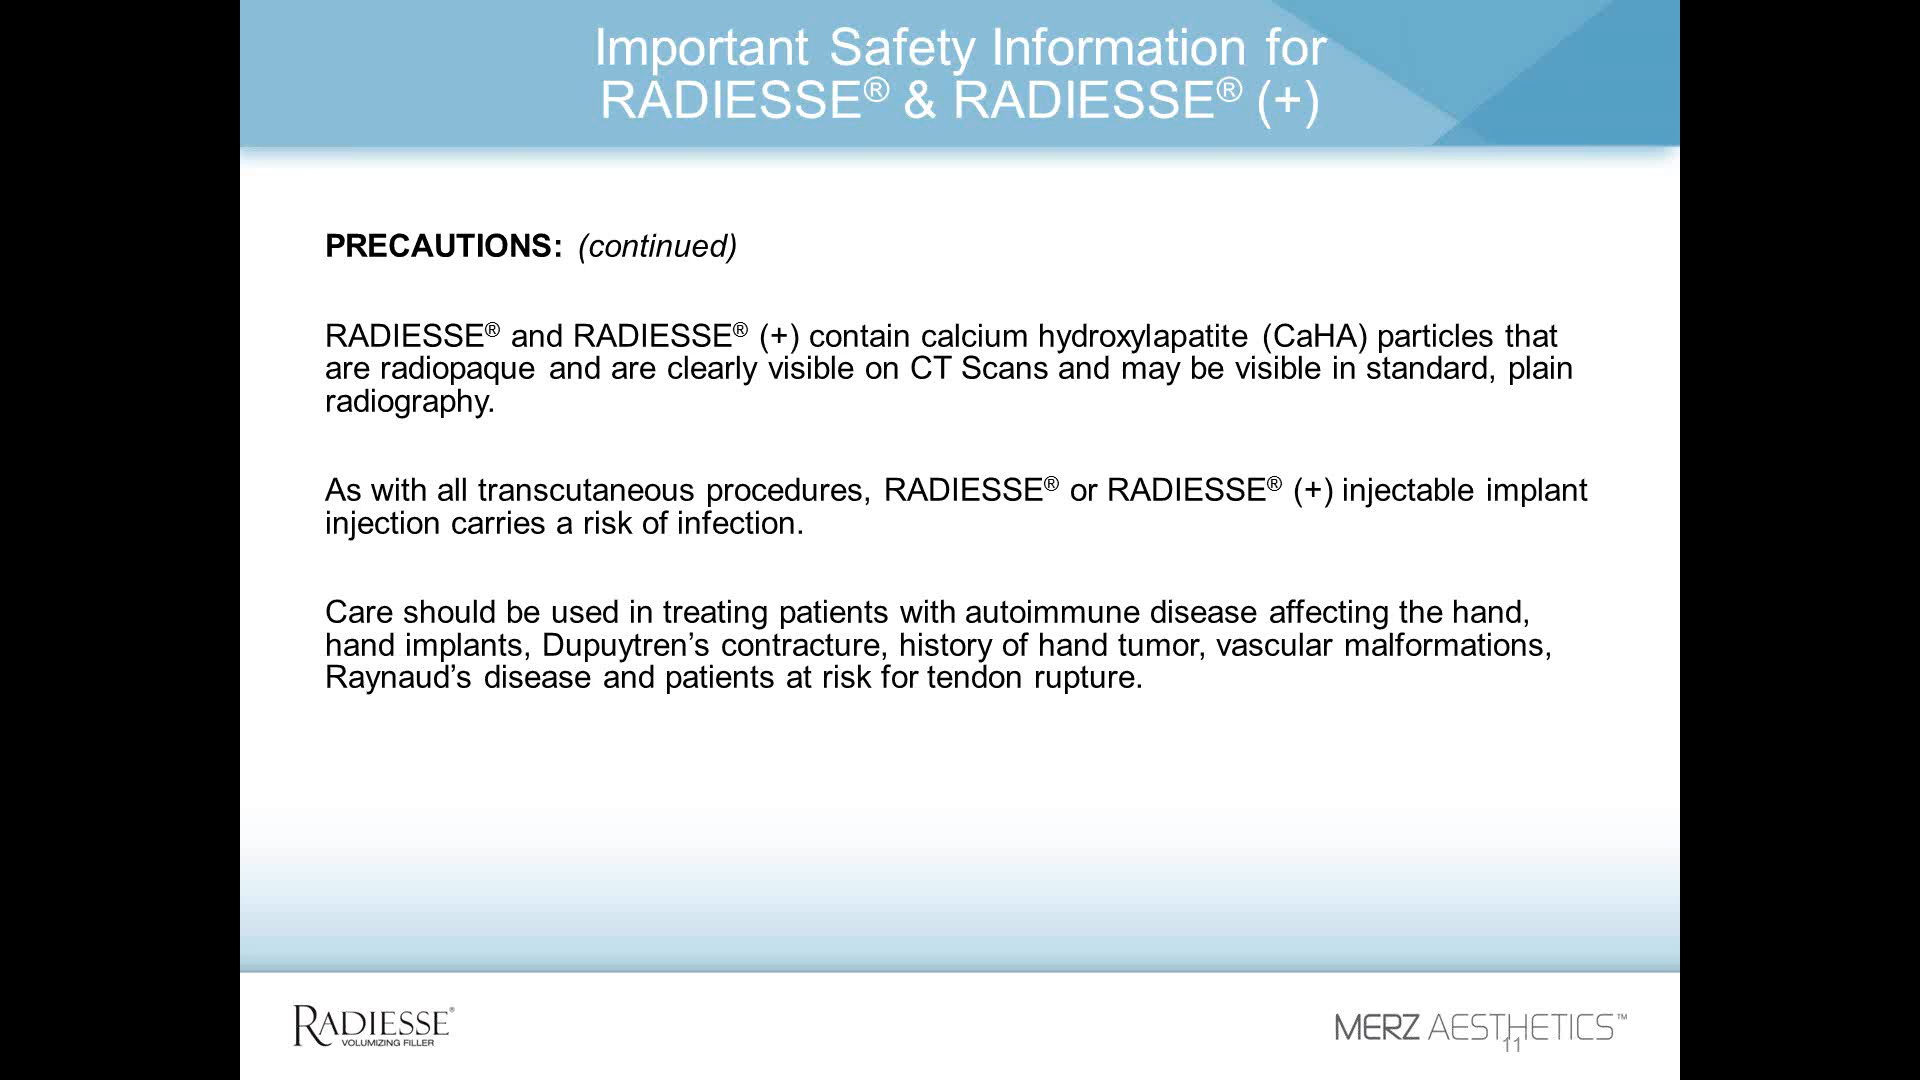 Important Safety Information for
RADIESSE® & RADIESSE® (+)
PRECAUTIONS: (continued)
RADIESSE® and RADIESSE® (+) contain calcium hydroxylapatite (CaHA) particles that
are radiopaque and are clearly visible on CT Scans and may be visible in standard, plain
radiography.
As with all transcutaneous procedures, RADIESSE® or RADIESSE® (+) injectable implant
injection carries a risk of infection.
Care should be used in treating patients with autoimmune disease affecting the hand,
hand implants, Dupuytren’s contracture, history of hand tumor, vascular malformations,
Raynaud’s disease and patients at risk for tendon rupture.
RADIESSE®
VOLUMIZING FILLER
MERZ AESTHETICS™
11